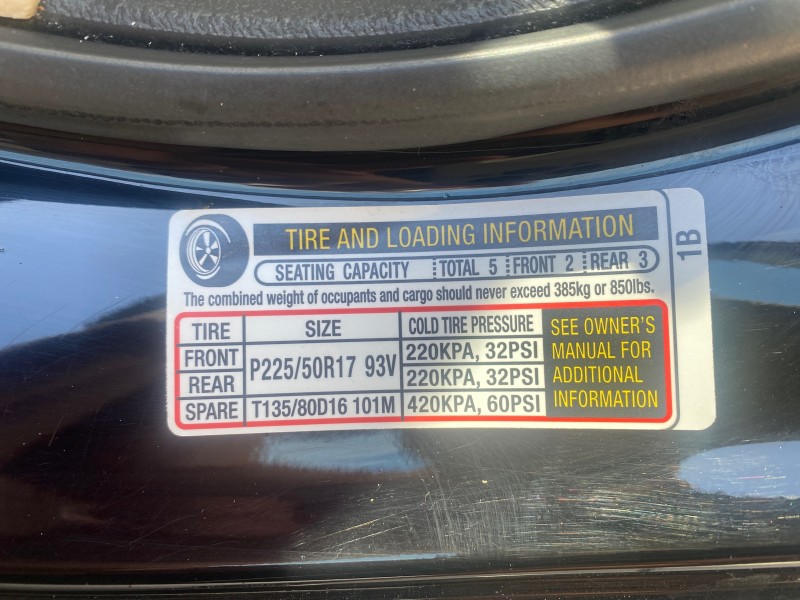 TIRE AND LOADING INFORMATION
SEATING CAPACITY TOTAL 5 FRONT 2 REAR 3
The combined weight of occupants and cargo should never exceed 385kg or 850lbs.
TIRE SIZE COLD TIRE PRESSURE
FRONT P225/50R17 93V 220KPA, 32PSI
REAR 220KPA, 32PSI
SPARE T135/80D16 101M 420KPA, 60PSI
SEE OWNER'S
MANUAL FOR
ADDITIONAL
INFORMATION
1B